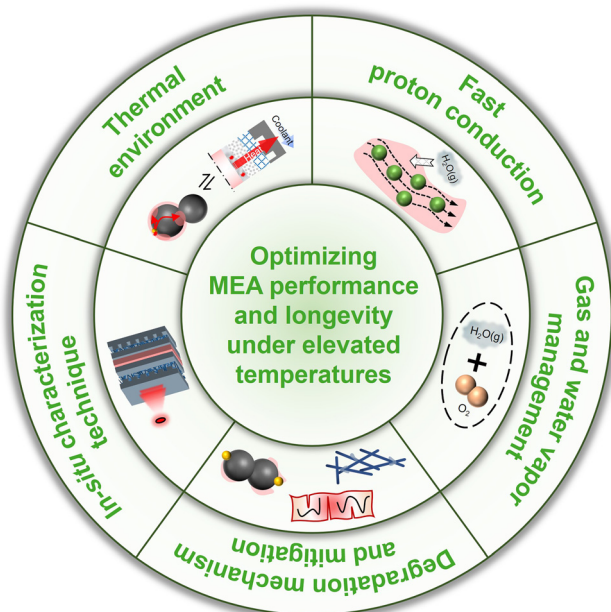 Optimizing
MEA performance
and longevity
under elevated
temperatures
Thermal
environment
Heat
Coolant
Fast
proton conduction
H₂O(g)
Gas and water vapor
management
H₂O(g)
+
O₂
Degradation mechanism
and mitigation
In-situ characterization
technique